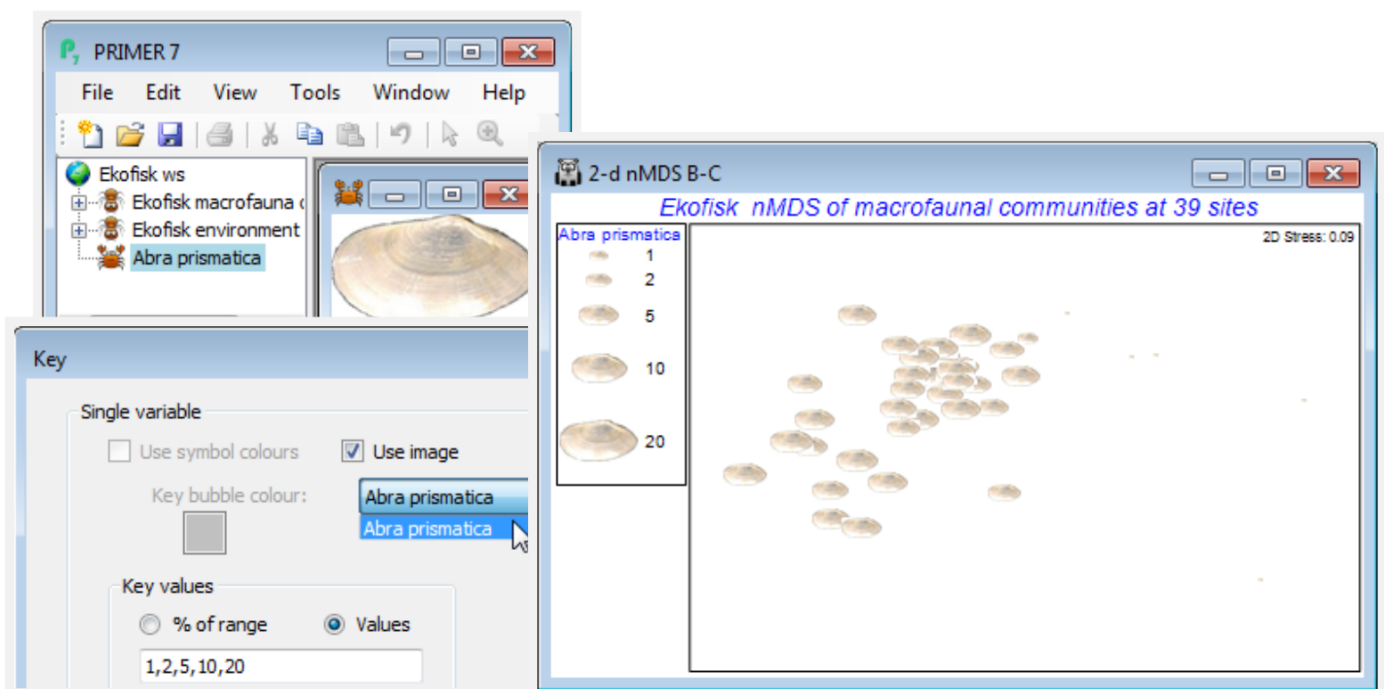 PRIMER 7
File Edit View Tools Window Help
Ekofisk ws
Ekofisk macrofauna
Ekofisk environment
Abra prismatica
Key
Single variable
Use symbol colours Use image
Key bubble colour: Abra prismatica
Abra prismatica
Key values
% of range Values
1,2,5,10,20
2-d nMDS B-C
Ekofisk nMDS of macrofaunal communities at 39 sites
Abra prismatica
1
2
5
10
20
2D Stress: 0.09